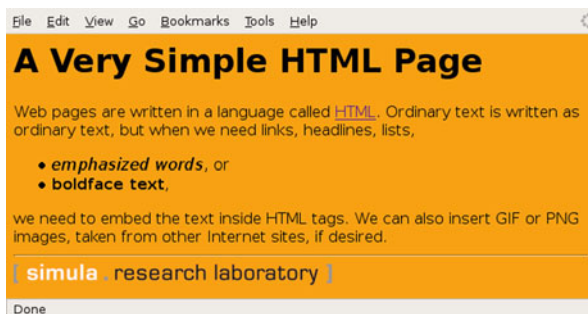 File Edit View Go Bookmarks Tools Help
A Very Simple HTML Page
Web pages are written in a language called HTML. Ordinary text is written as
ordinary text, but when we need links, headlines, lists,
• emphasized words, or
• boldface text,
we need to embed the text inside HTML tags. We can also insert GIF or PNG
images, taken from other Internet sites, if desired.
[ simula . research laboratory ]
Done